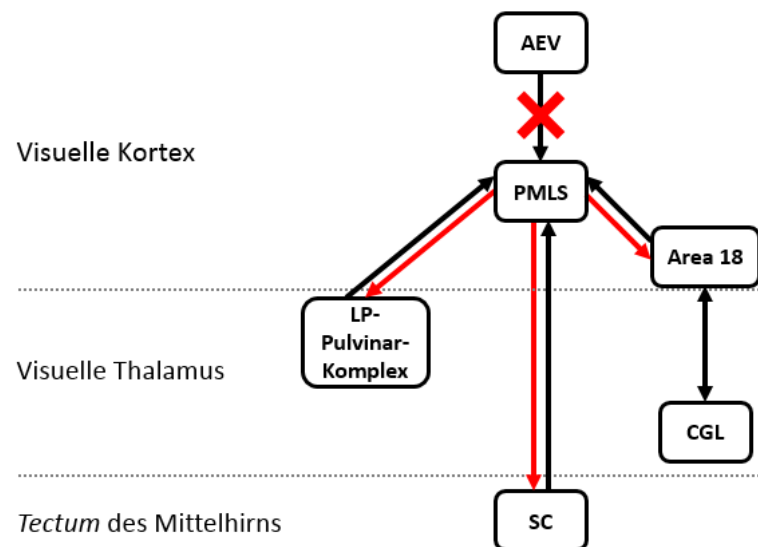 AEV
Visuelle Kortex
PMLS
Area 18
LP-
Pulvinar-
Komplex
Visuelle Thalamus
CGL
Tectum des Mittelhirns
SC